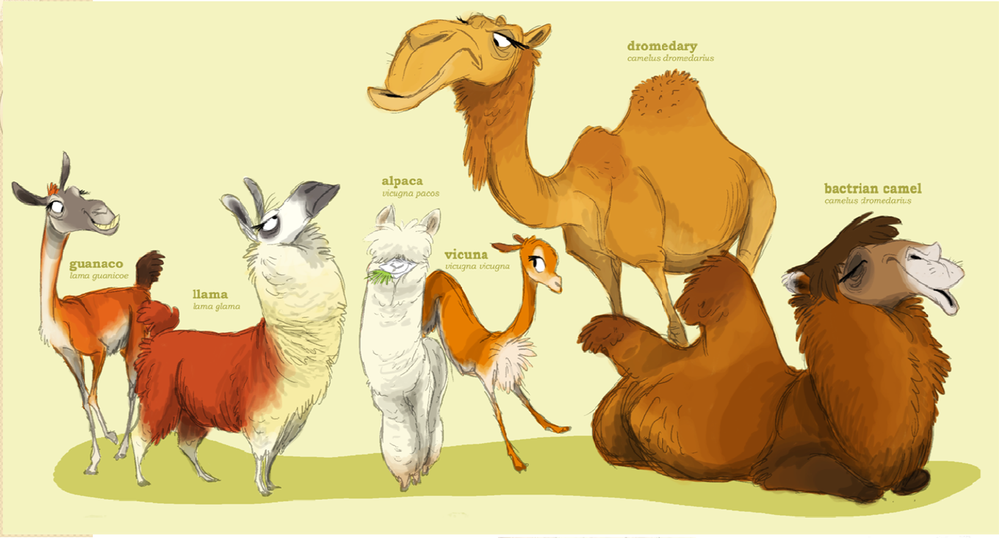 dromedary
camelus dromedarius
alpaca
vicugna pacos
bactrian camel
camelus dromedarius
vicuna
vicugna vicugna
guanaco
lama guanicoe
llama
lama glama